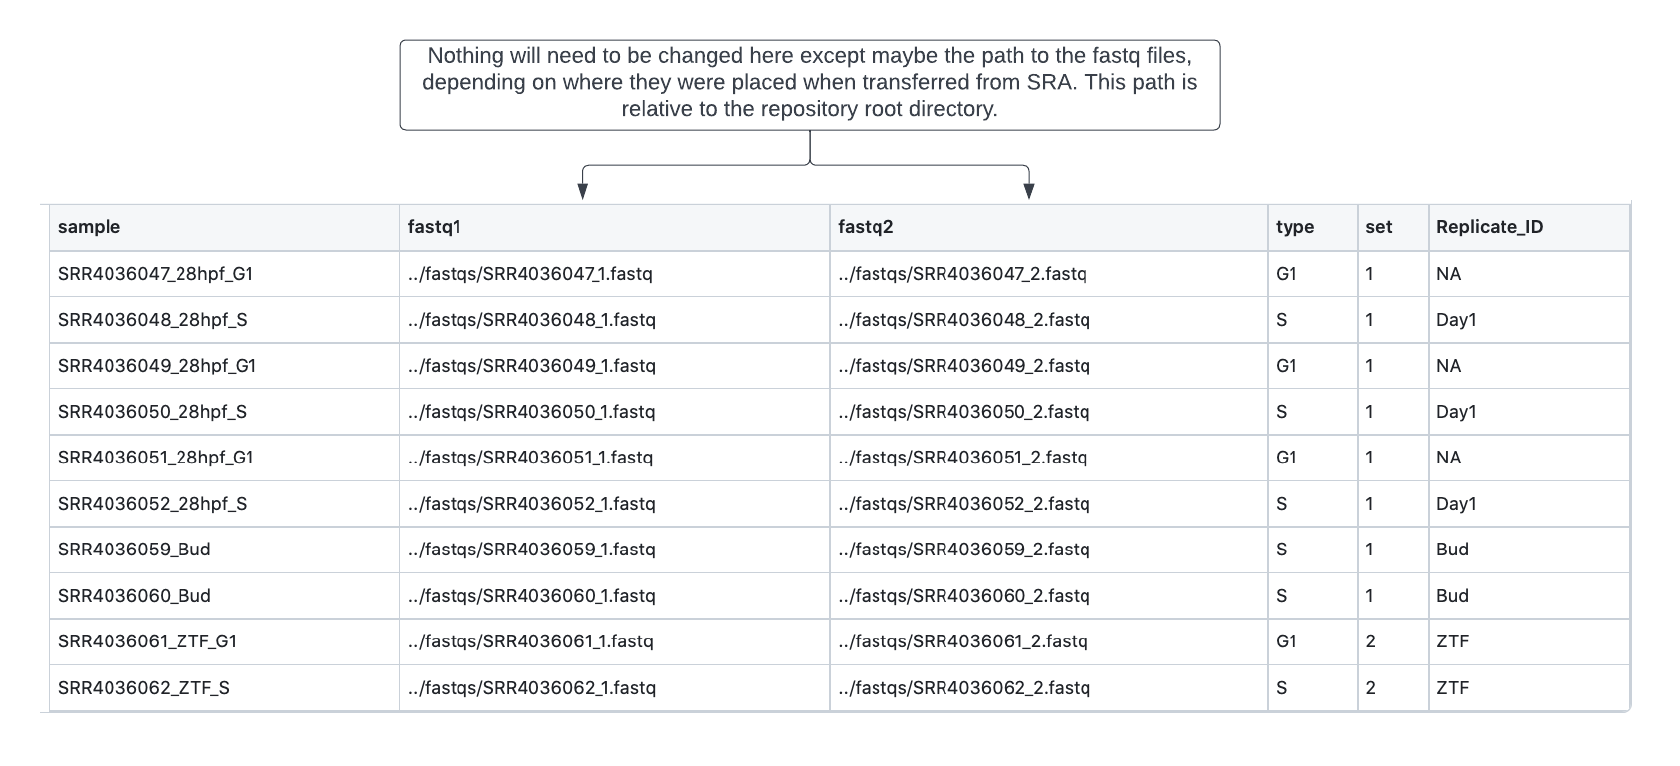 Nothing will need to be changed here except maybe the path to the fastq files,
depending on where they were placed when transferred from SRA. This path is
relative to the repository root directory.
sample fastq1 fastq2 type set Replicate_ID
SRR4036047_28hpf_G1 ../fastqs/SRR4036047_1.fastq ../fastqs/SRR4036047_2.fastq G1 1 NA
SRR4036048_28hpf_S ../fastqs/SRR4036048_1.fastq ../fastqs/SRR4036048_2.fastq S 1 Day1
SRR4036049_28hpf_G1 ../fastqs/SRR4036049_1.fastq ../fastqs/SRR4036049_2.fastq G1 1 NA
SRR4036050_28hpf_S ../fastqs/SRR4036050_1.fastq ../fastqs/SRR4036050_2.fastq S 1 Day1
SRR4036051_28hpf_G1 ../fastqs/SRR4036051_1.fastq ../fastqs/SRR4036051_2.fastq G1 1 NA
SRR4036052_28hpf_S ../fastqs/SRR4036052_1.fastq ../fastqs/SRR4036052_2.fastq S 1 Day1
SRR4036059_Bud ../fastqs/SRR4036059_1.fastq ../fastqs/SRR4036059_2.fastq S 1 Bud
SRR4036060_Bud ../fastqs/SRR4036060_1.fastq ../fastqs/SRR4036060_2.fastq S 1 Bud
SRR4036061_ZTF_G1 ../fastqs/SRR4036061_1.fastq ../fastqs/SRR4036061_2.fastq G1 2 ZTF
SRR4036062_ZTF_S ../fastqs/SRR4036062_1.fastq ../fastqs/SRR4036062_2.fastq S 2 ZTF